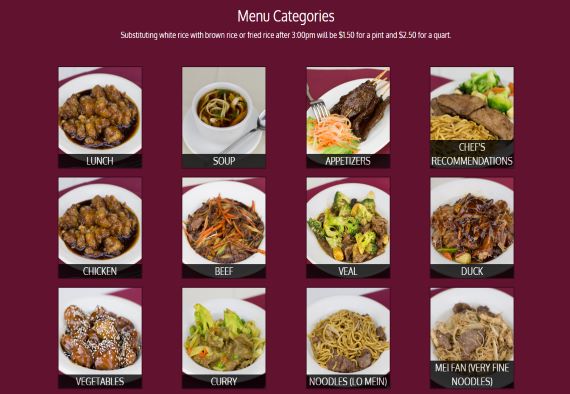 Menu Categories
Substituting white rice with brown rice or fried rice after 3:00pm will be $1.50 for a pint and $2.50 for a quart.
LUNCH
SOUP
APPETIZERS
CHEF'S
RECOMMENDATIONS
CHICKEN
BEEF
VEAL
DUCK
VEGETABLES
CURRY
NOODLES (LO MEIN)
MEI FAN (VERY FINE
NOODLES)